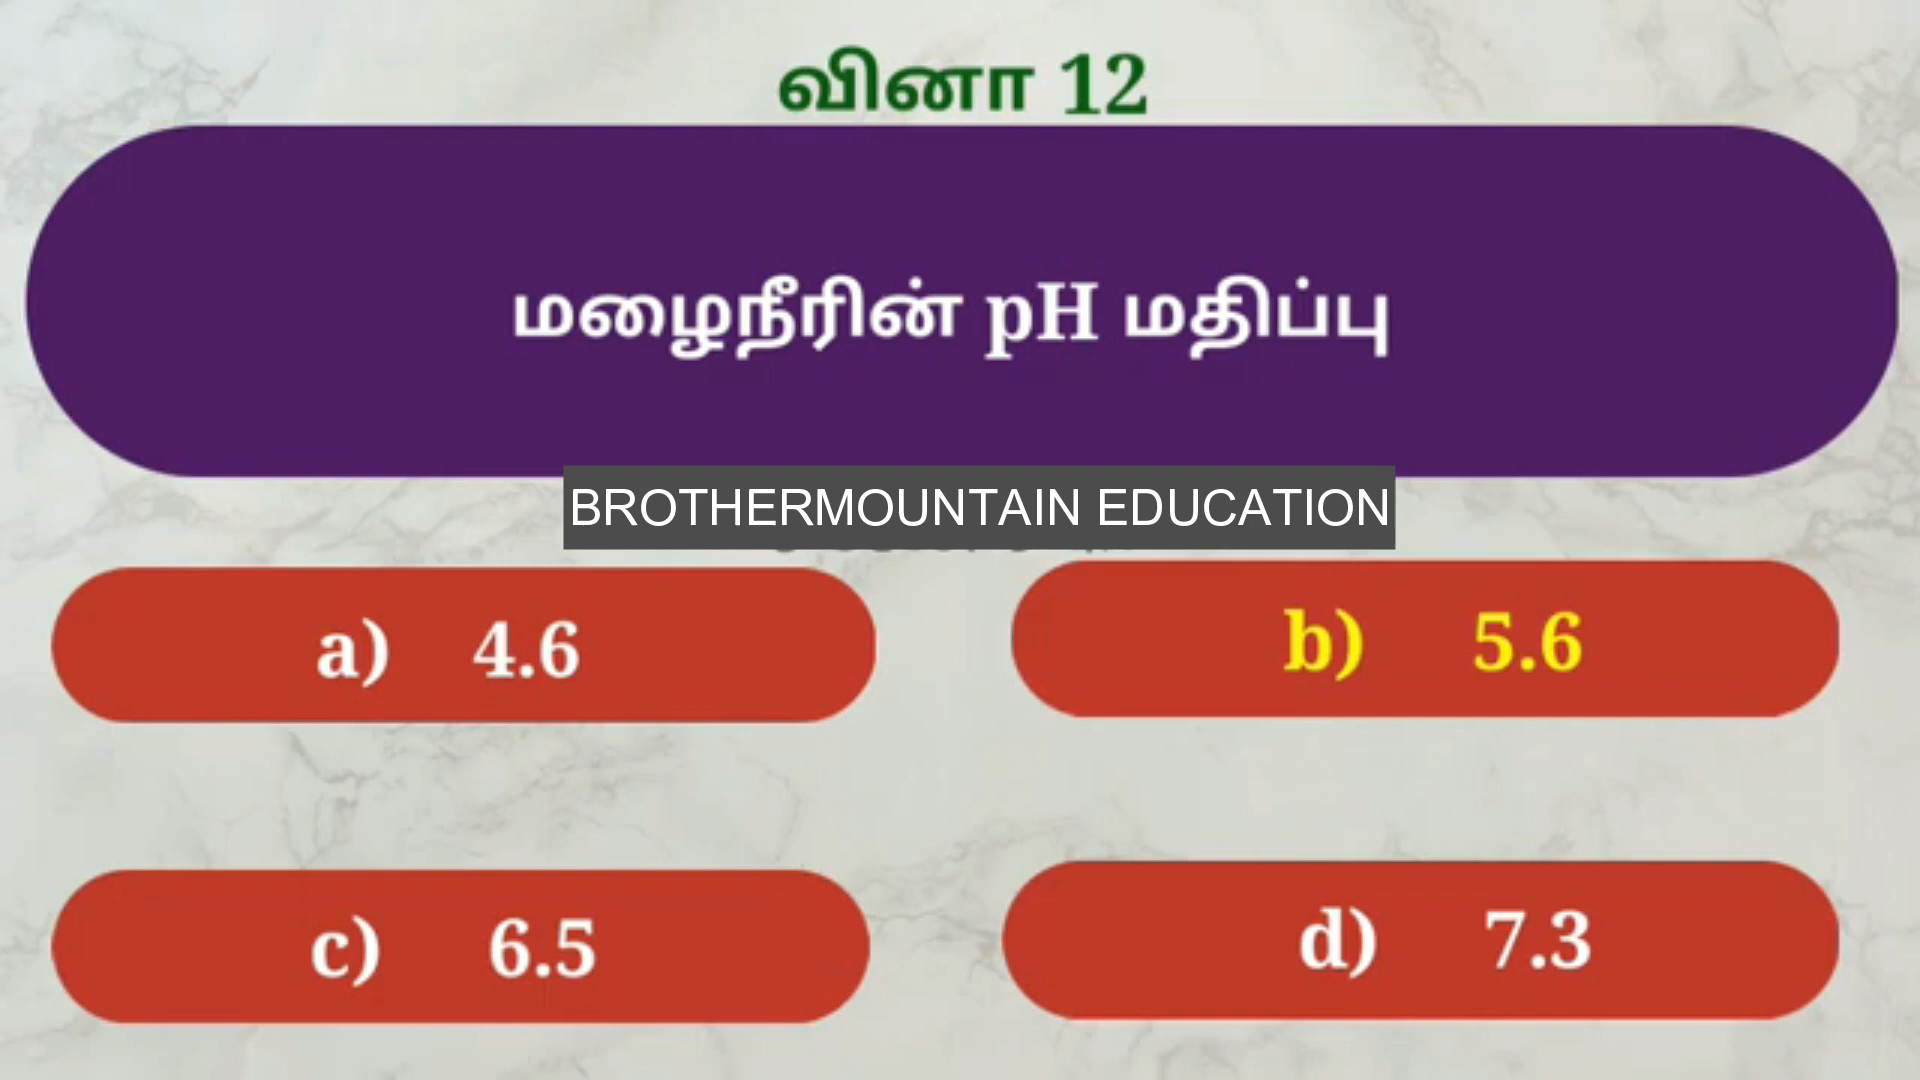 வினா 12
மழைநீரின் pH மதிப்பு
BROTHERMOUNTAIN EDUCATION
a) 4.6
b) 5.6
c) 6.5
d) 7.3